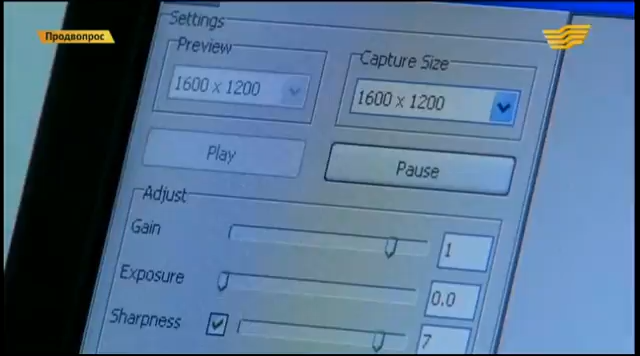 Продвопрос
Settings
Preview
1600 x 1200
Capture Size
1600 x 1200
Play
Pause
Adjust
Gain
1
Exposure
0.0
Sharpness
7